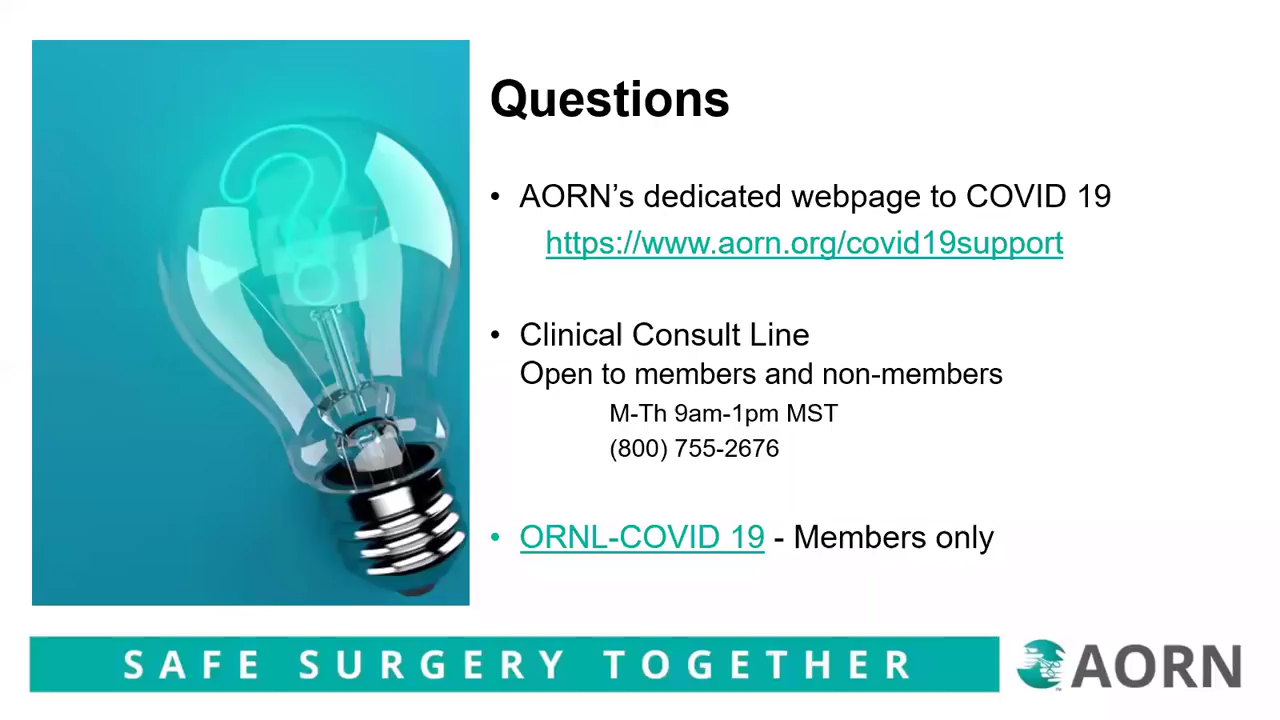 Questions
• AORN’s dedicated webpage to COVID 19
https://www.aorn.org/covid19support
• Clinical Consult Line
Open to members and non-members
M-Th 9am-1pm MST
(800) 755-2676
• ORNL-COVID 19 - Members only
SAFE SURGERY TOGETHER
AORN